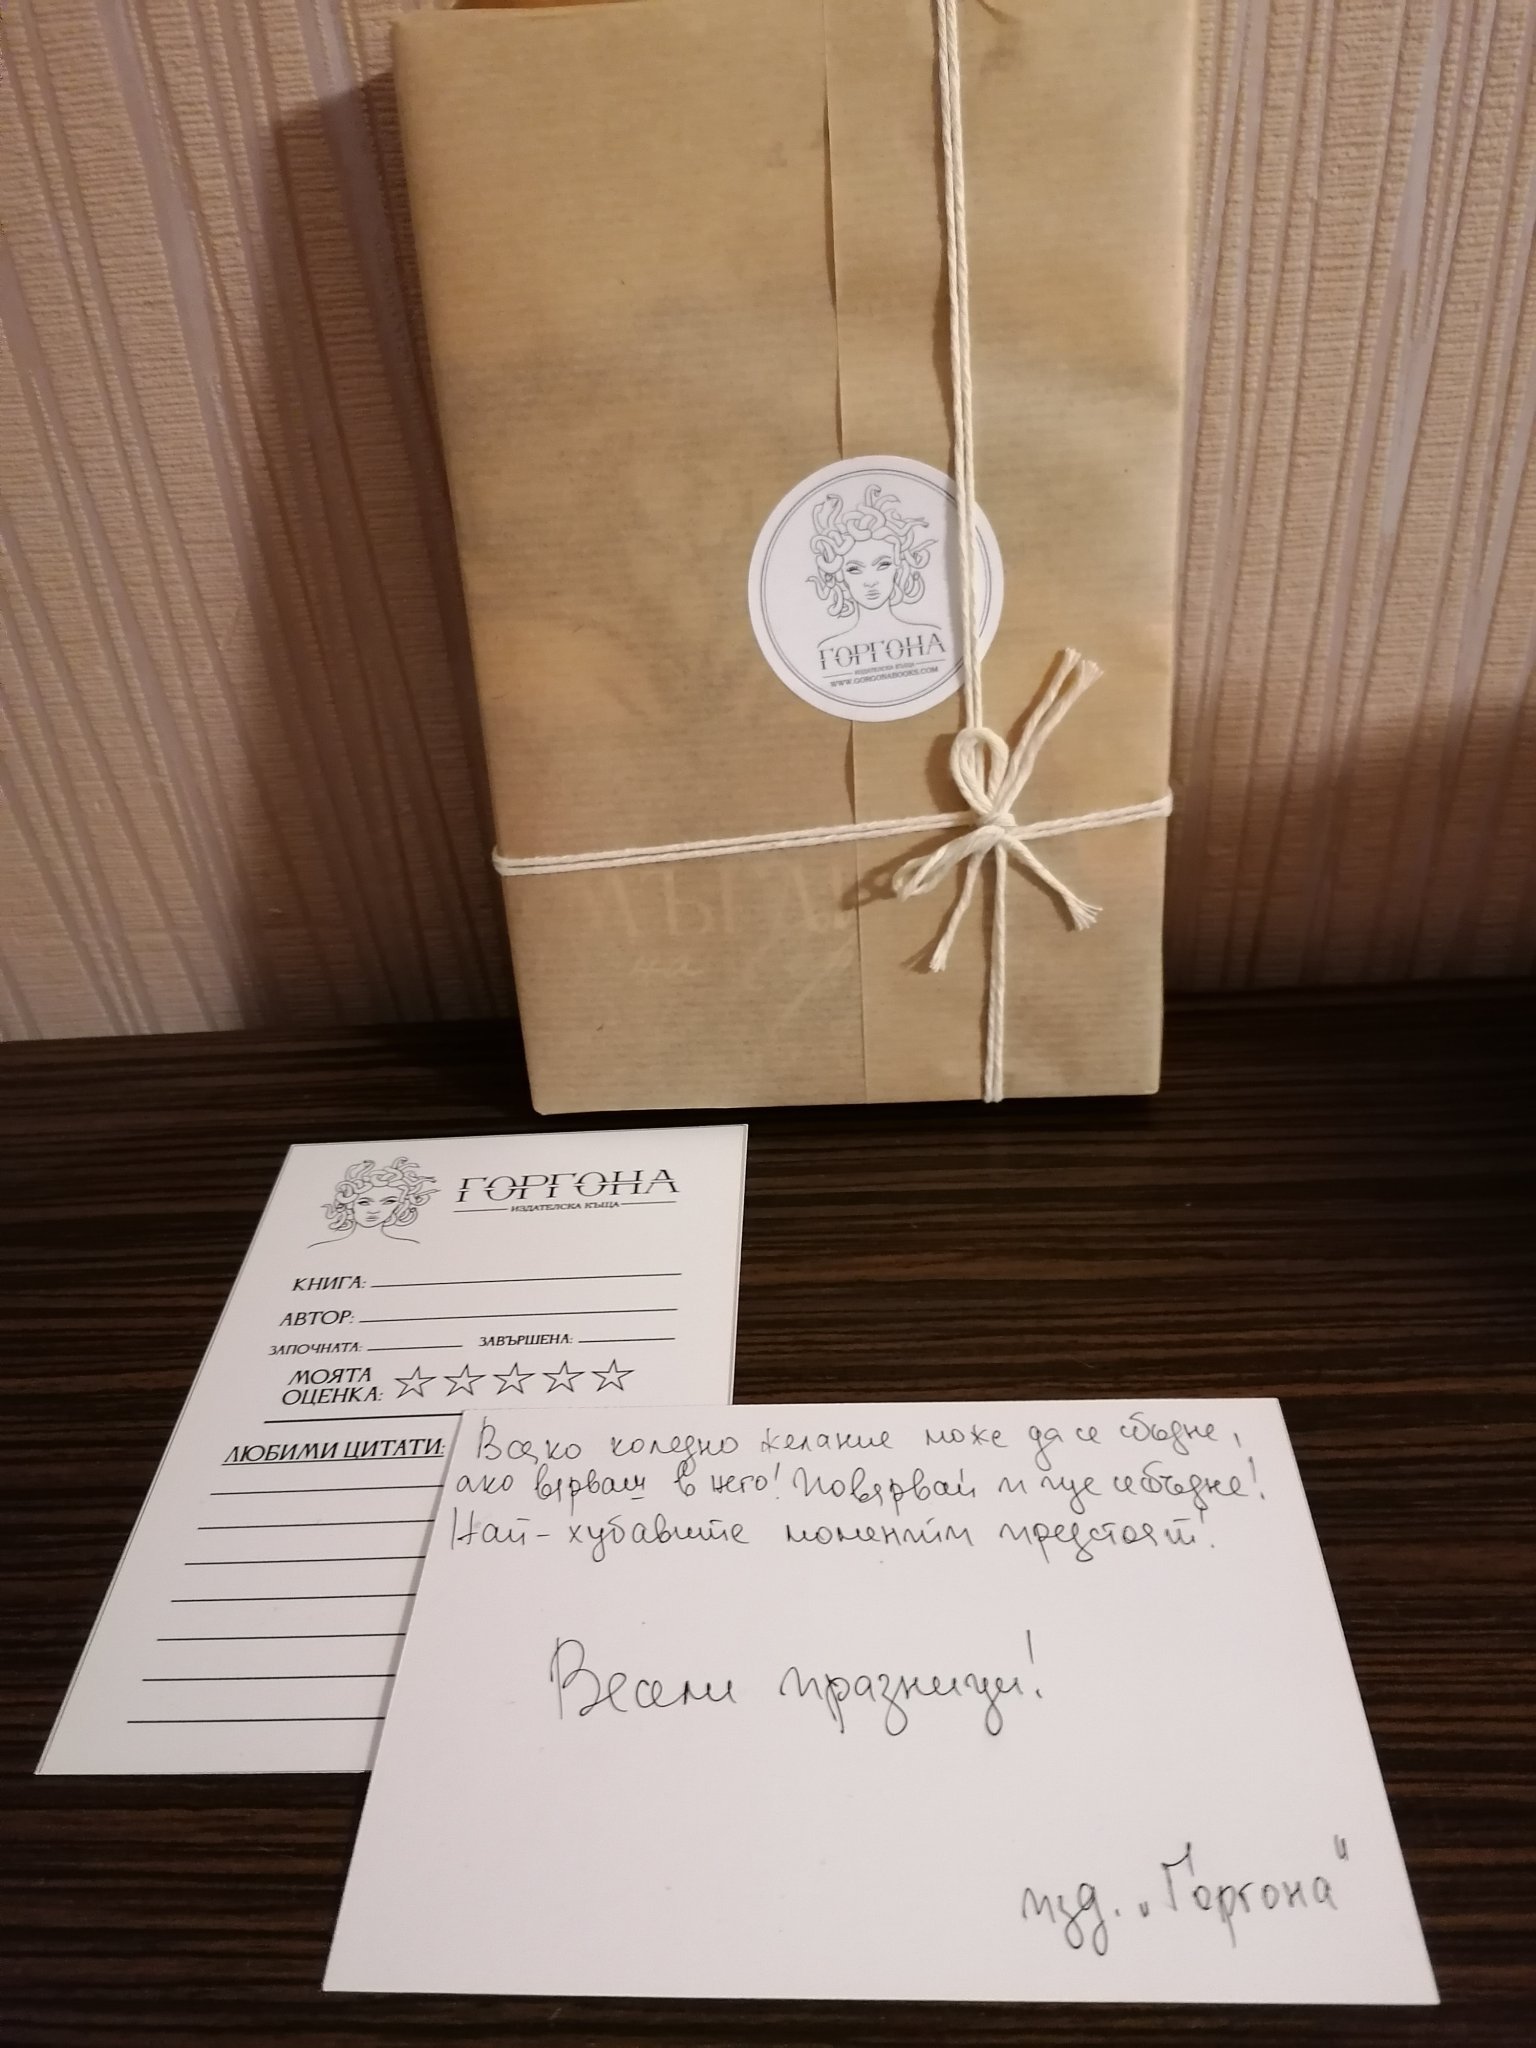 ГОРГОНА
ИЗДАТЕЛСКА КЪЩА
WWW.GORGONABOOKS.COM
на
ГОРГОНА
ИЗДАТЕЛСКА КЪЩА
КНИГА:
АВТОР:
ЗАПОЧНАТА: ЗАВЪРШЕНА:
МОЯТА
ОЦЕНКА:
ЛЮБИМИ ЦИТАТИ:
Всяко коледно желание може да се сбъдне,
ако вярваш в него! Повярвай и ще се сбъдне!
Най-хубавите моменти предстоят!
Весели празници!
изд. „Горгона"